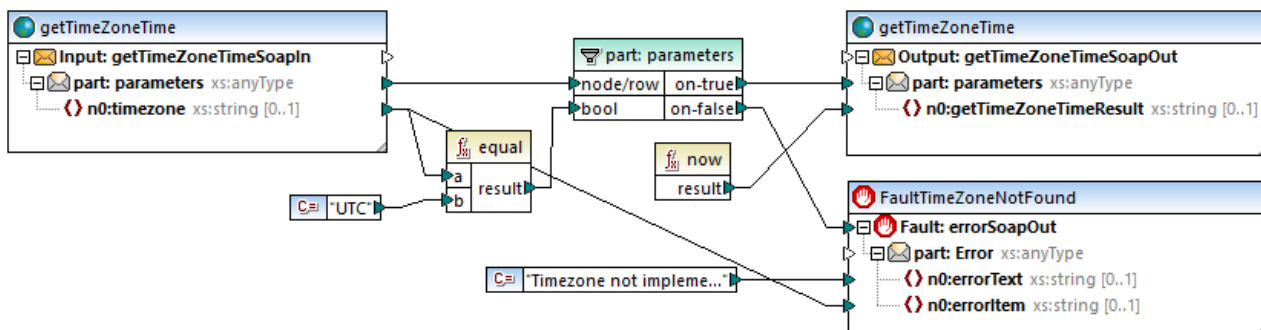 getTimeZoneTime
Input: getTimeZoneTimeSoapIn
part: parameters xs:anyType
n0:timezone xs:string [0..1]
part: parameters
node/row on-true
bool on-false
equal
a
result
b
"UTC"
now
result
"Timezone not impleme..."
getTimeZoneTime
Output: getTimeZoneTimeSoapOut
part: parameters xs:anyType
n0:getTimeZoneTimeResult xs:string [0..1]
FaultTimeZoneNotFound
Fault: errorSoapOut
part: Error xs:anyType
n0:errorText xs:string [0..1]
n0:errorItem xs:string [0..1]